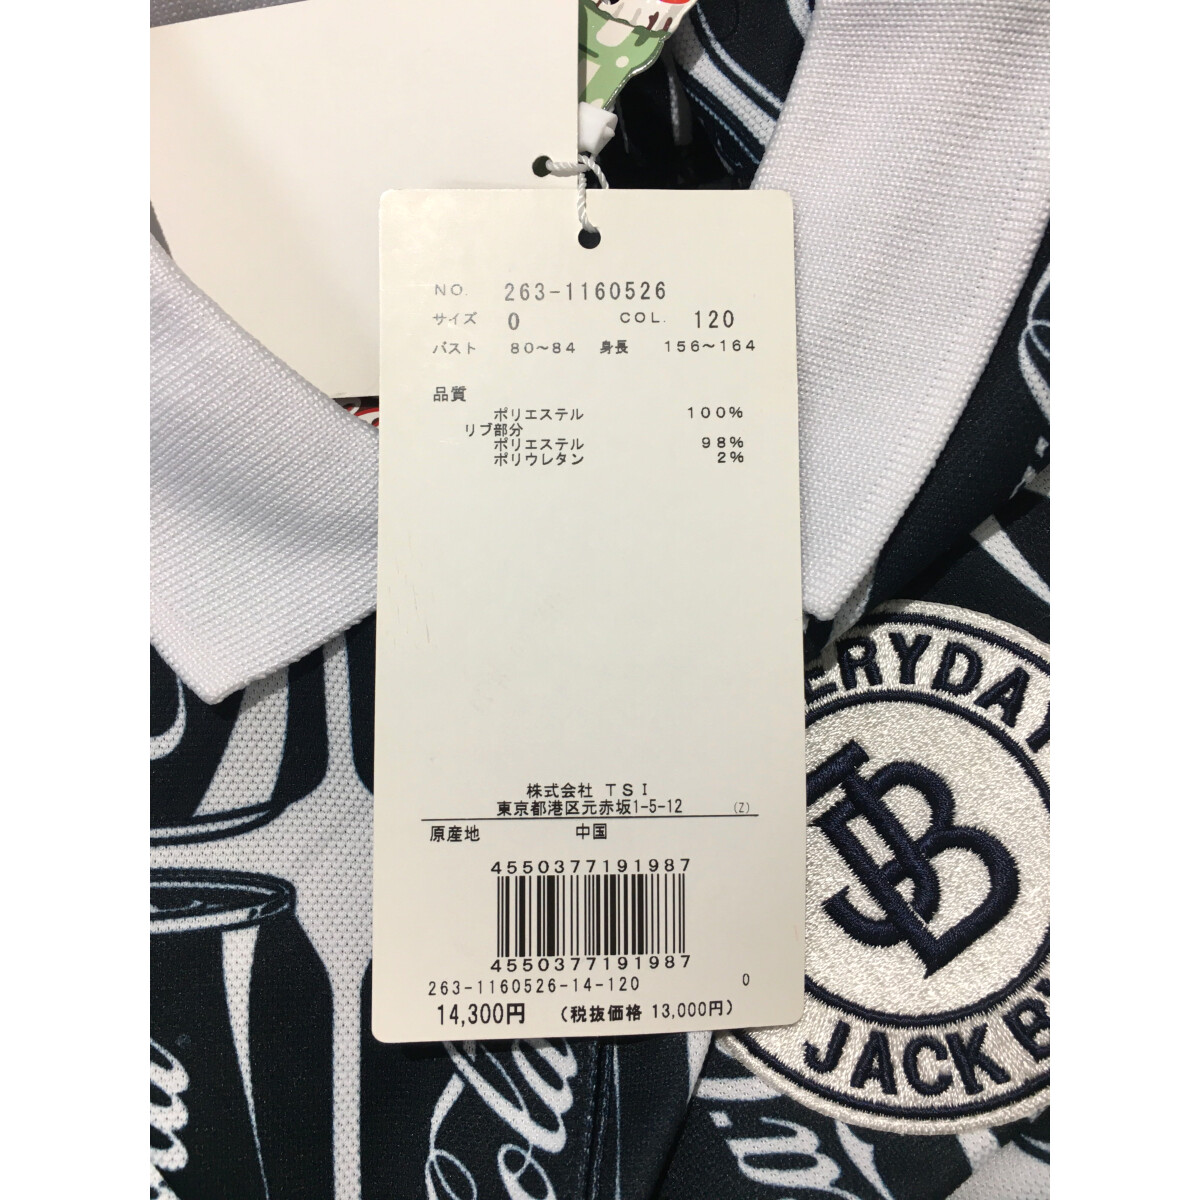 NO. 263-1160526
サイズ 0 COL. 120
バスト 80～84 身長 156～164
品質
ポリエステル 100%
リブ部分
ポリエステル 98%
ポリウレタン 2%
株式会社 TSI
東京都港区元赤坂1-5-12 (Z)
原産地 中国
4550377191987
4550377191987
263-1160526-14-120 0
14,300円 (税抜価格 13,000円)
ERYDAY
JB
JACK B
Cola